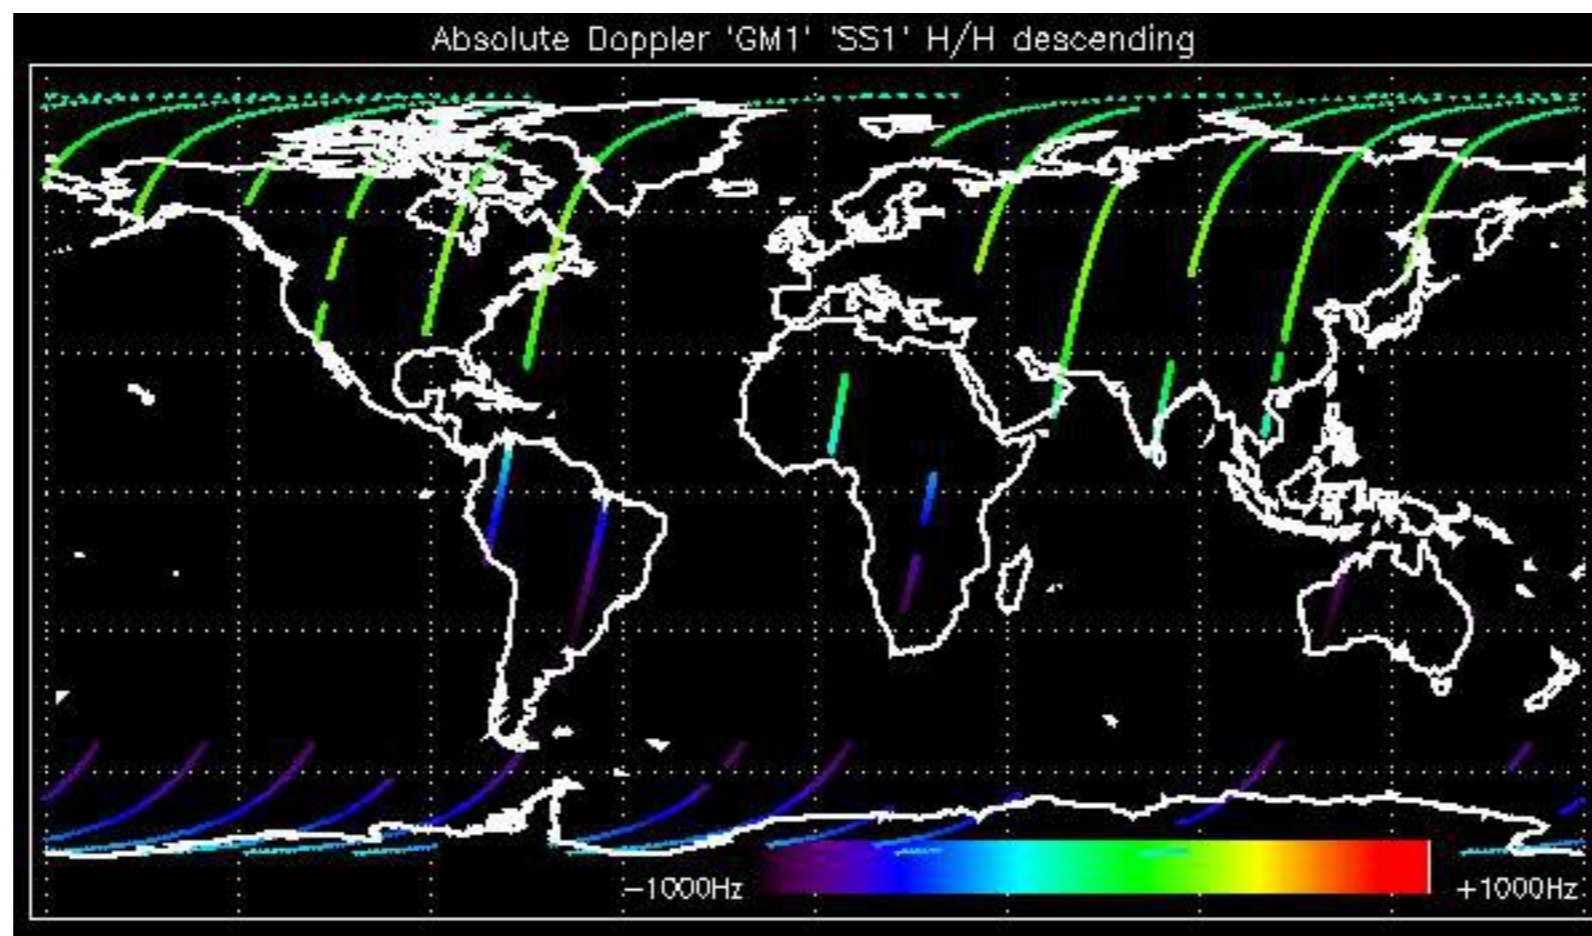 Absolute Doppler 'GM1' 'SS1' H/H descending
−1000Hz
+1000Hz